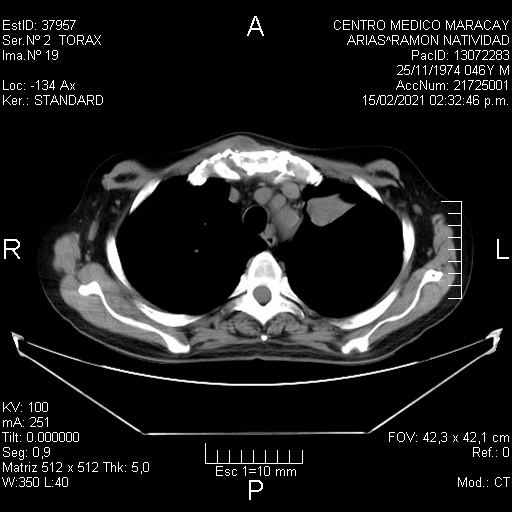 EstID: 37957
Ser.Nº 2 TORAX
Ima.Nº 19
Loc: -134 Ax
Ker.: STANDARD
A
CENTRO MEDICO MARACAY
ARIAS^RAMON NATIVIDAD
PacID: 13072283
25/11/1974 046Y M
AccNum: 21725001
15/02/2021 02:32:46 p.m.
R
L
KV: 100
mA: 251
Tilt: 0.000000
Seg: 0,9
Matriz 512 x 512 Thk: 5,0
W:350 L:40
Esc 1=10 mm
P
FOV: 42,3 x 42,1 cm
Ref.: 0
Mod.: CT